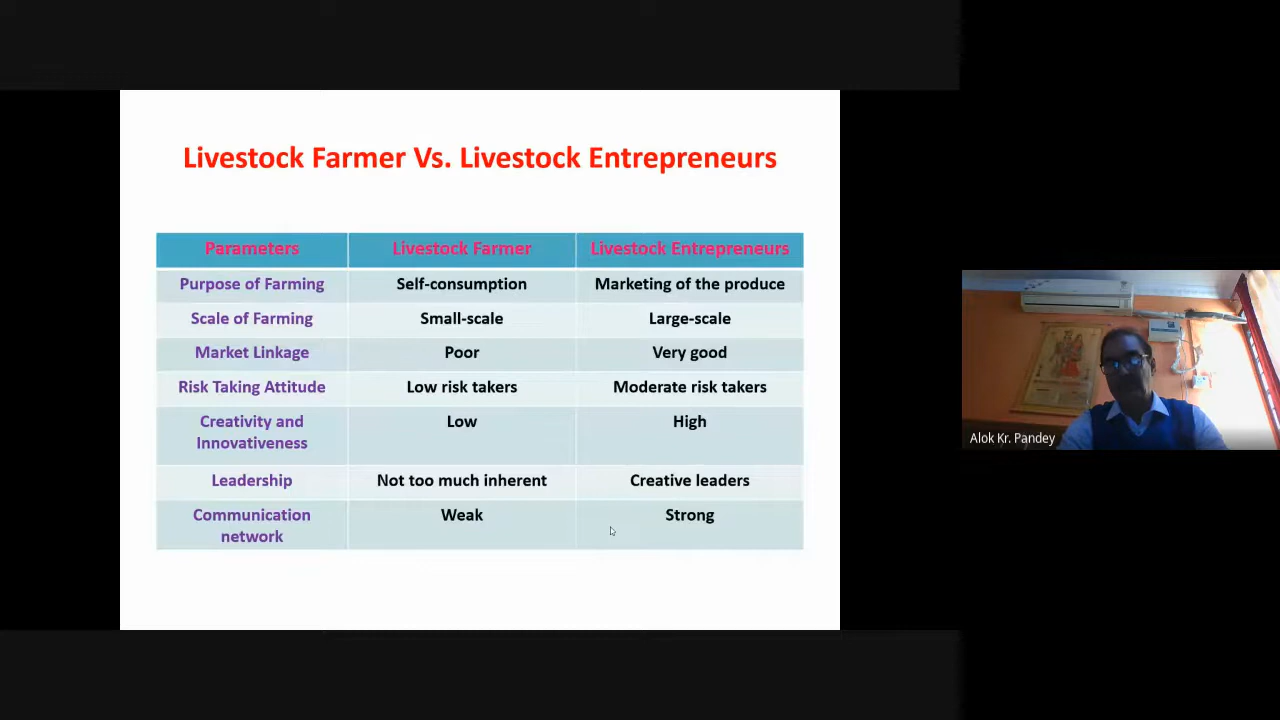 Livestock Farmer Vs. Livestock Entrepreneurs
Parameters Livestock Farmer Livestock Entrepreneurs
Purpose of Farming Self-consumption Marketing of the produce
Scale of Farming Small-scale Large-scale
Market Linkage Poor Very good
Risk Taking Attitude Low risk takers Moderate risk takers
Creativity and Low High
Innovativeness
Leadership Not too much inherent Creative leaders
Communication Weak Strong
network
Alok Kr. Pandey